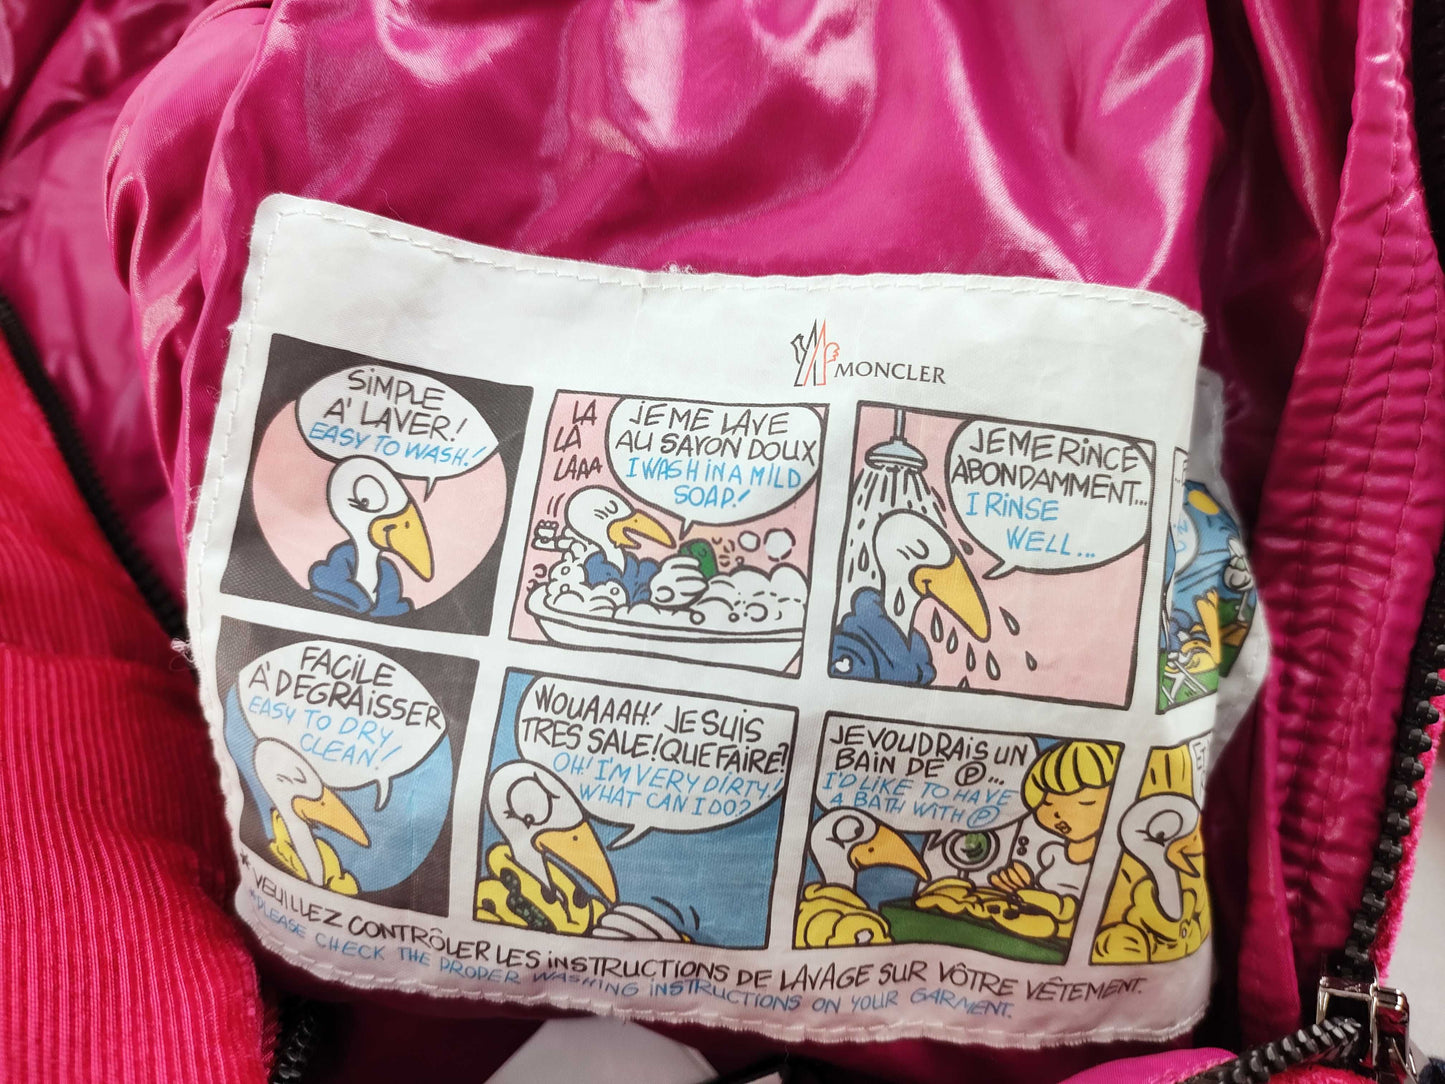 MONCLER
SiMPLE
A' LAVER!
EASY TO WASH!
LA
LÀ
LAAA
JE ME LAVE
AU SAVON DOUX
I WASH iN A MiLD
SOAP!
JE ME RiNCE
ABONDAMMENT...
I RiNSE
WELL...
FACiLE
A' DÉGRAiSSER
EASY TO DRY
CLEAN!
WOUAAAH! JE SUiS
TRÈS SALE! QUE FAiRE?
OH! I'M VERY DiRTY!
WHAT CAN I DO?
JE VOUDRAiS UN
BAiN DE Ⓟ...
I'D LiKE TO HAVE
A BATH WiTH Ⓟ
* VEUiLLEZ CONTRÔLER LES iNSTRUCTiONS DE LAVAGE SUR VÔTRE VÊTEMENT.
*PLEASE CHECK THE PROPER WASHiNG iNSTRUCTiONS ON YOUR GARMENT.